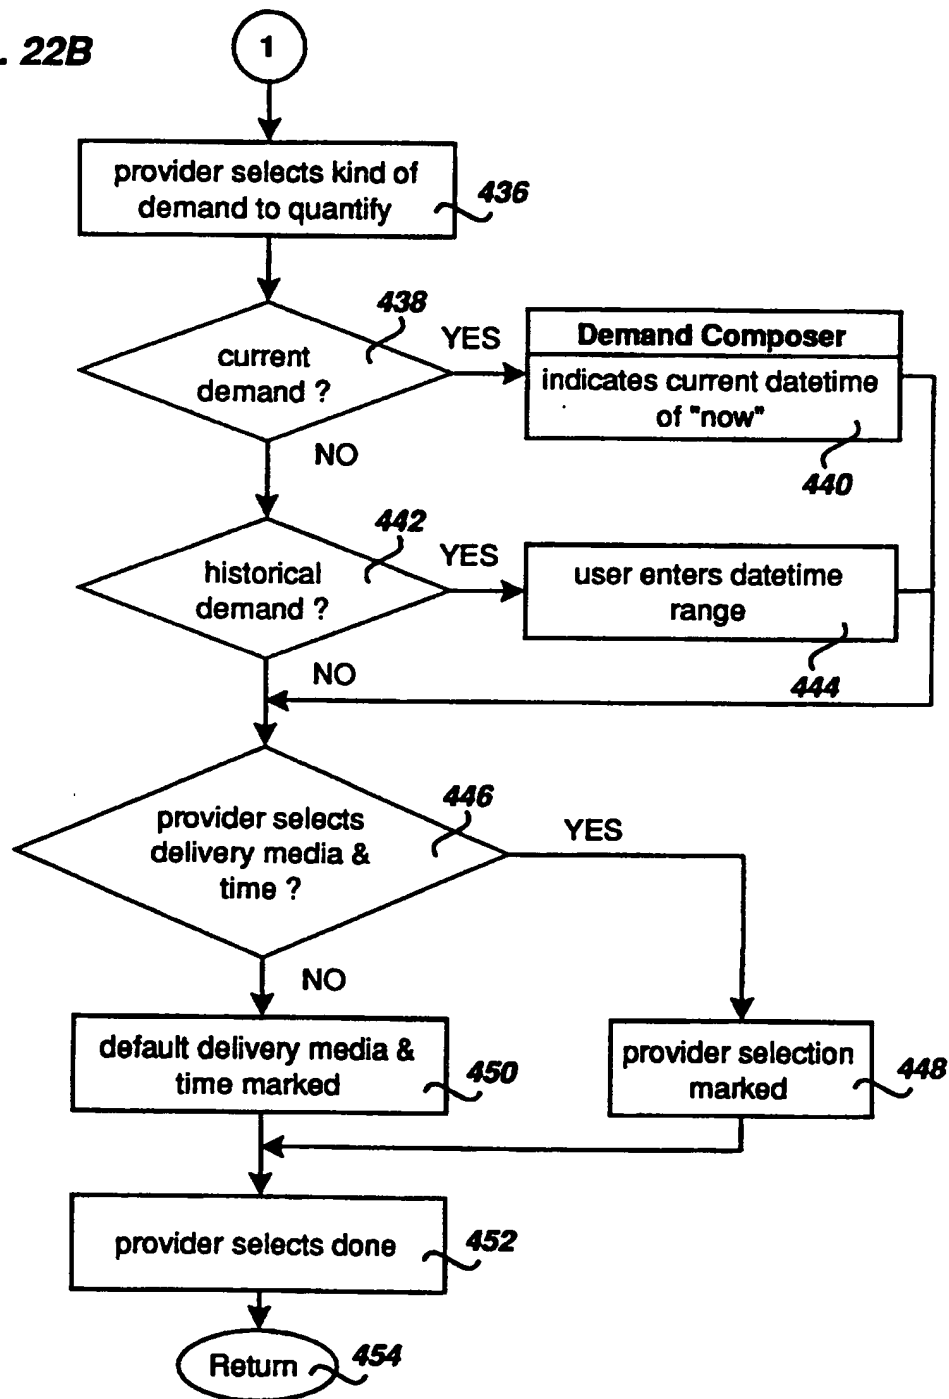 . 22B
1
provider selects kind of
demand to quantify
436
438
current
demand ?
YES
Demand Composer
indicates current datetime
of "now"
440
NO
442
historical
demand ?
YES
user enters datetime
range
444
NO
446
provider selects
delivery media &
time ?
YES
NO
default delivery media &
time marked
450
provider selection
marked
448
provider selects done
452
Return
454